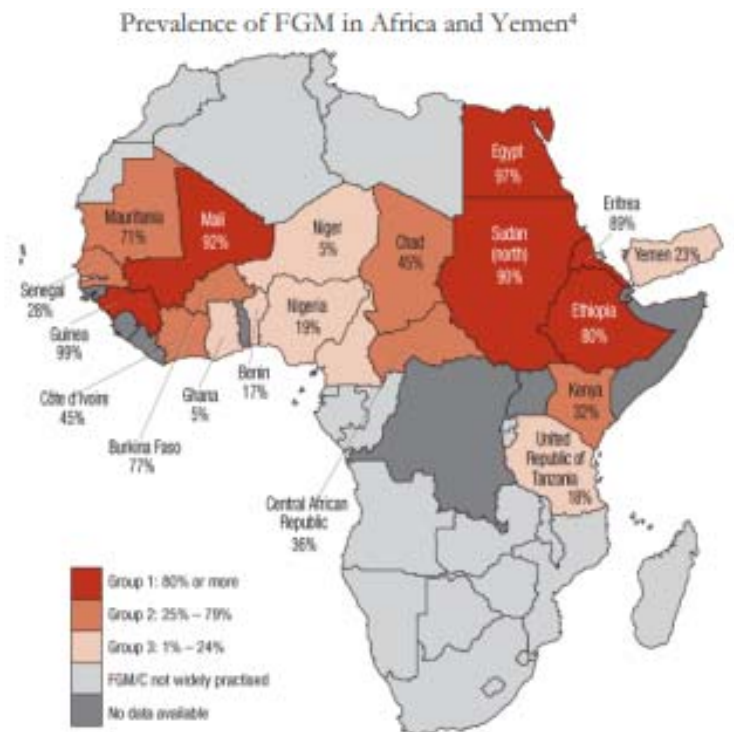 Prevalence of FGM in Africa and Yemen⁴
Egypt
97%
Eritrea
89%
Mauritania
71%
Mali
92%
Niger
5%
Chad
45%
Sudan
(north)
90%
Yemen 23%
Senegal
28%
Nigeria
19%
Ethiopia
80%
Guinea
99%
Benin
17%
Ghana
5%
Côte d'Ivoire
45%
Kenya
32%
Burkina Faso
77%
United
Republic of
Tanzania
18%
Central African
Republic
36%
Group 1: 80% or more
Group 2: 25% – 79%
Group 3: 1% – 24%
FGM/C not widely practised
No data available